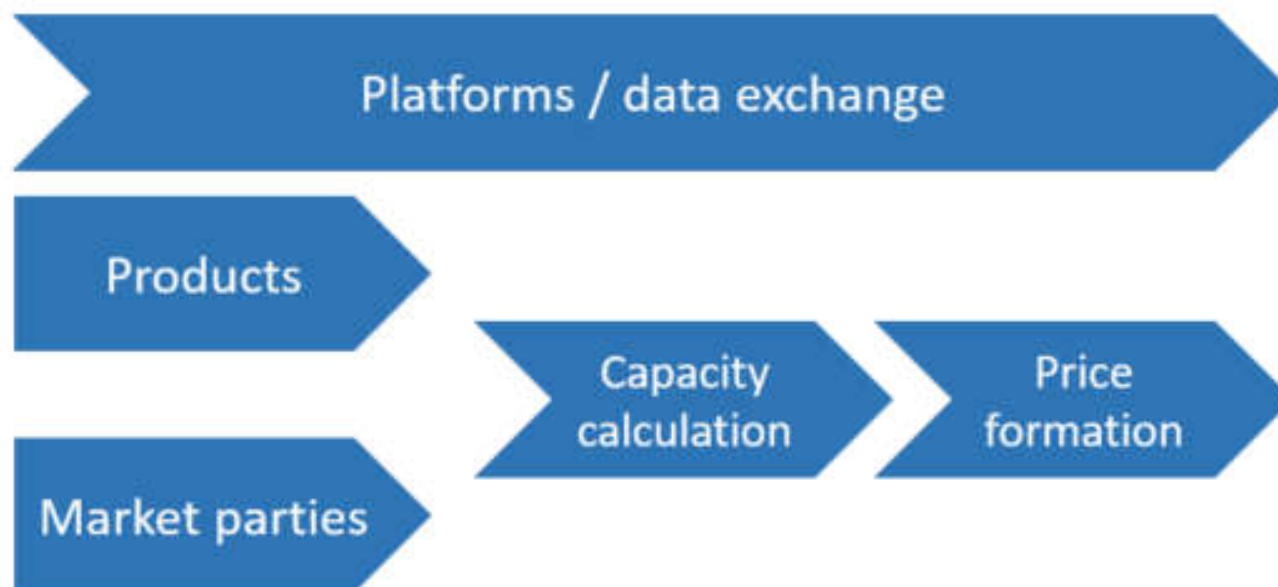 Platforms / data exchange
Products
Capacity
calculation
Price
formation
Market parties